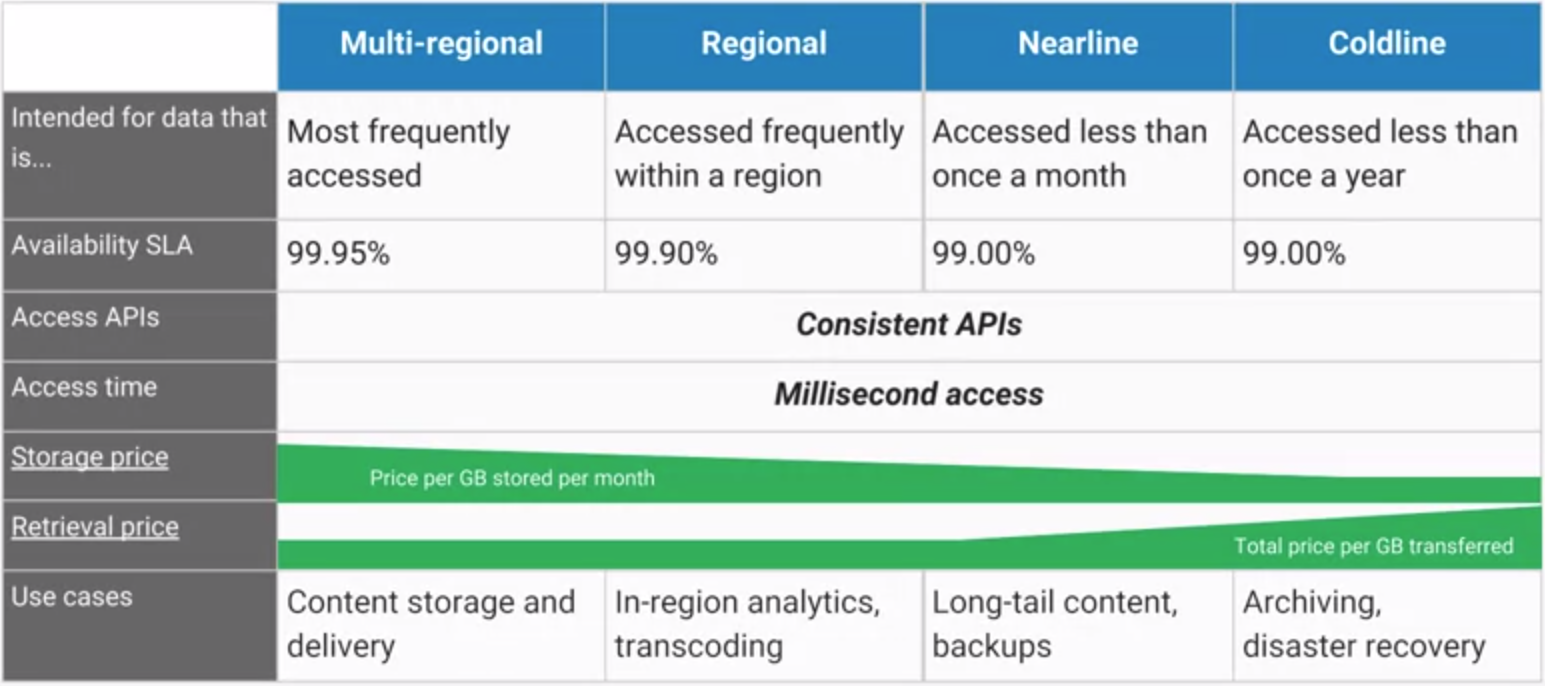 Multi-regional Regional Nearline Coldline
Intended for data that
is...
Most frequently
accessed
Accessed frequently
within a region
Accessed less than
once a month
Accessed less than
once a year
Availability SLA
99.95% 99.90% 99.00% 99.00%
Access APIs
Consistent APIs
Access time
Millisecond access
Storage price
Price per GB stored per month
Retrieval price
Total price per GB transferred
Use cases
Content storage and
delivery
In-region analytics,
transcoding
Long-tail content,
backups
Archiving,
disaster recovery